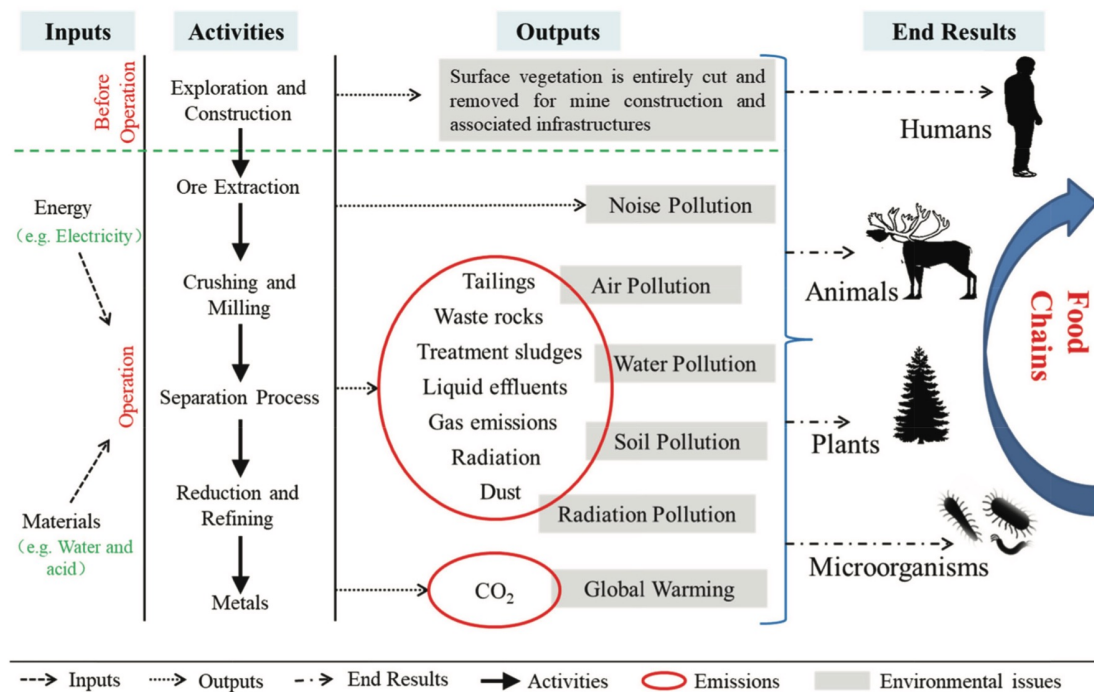 Inputs
Activities
Outputs
End Results
Before
Operation
Exploration and
Construction
Surface vegetation is entirely cut and
removed for mine construction and
associated infrastructures
Humans
Ore Extraction
Energy
(e.g. Electricity)
Noise Pollution
Crushing and
Milling
Tailings
Waste rocks
Treatment sludges
Liquid effluents
Gas emissions
Radiation
Dust
Air Pollution
Water Pollution
Soil Pollution
Radiation Pollution
Animals
Food
Chains
Operation
Separation Process
Plants
Reduction and
Refining
Materials
(e.g. Water and
acid)
Microorganisms
Metals
CO₂
Global Warming
Inputs
Outputs
End Results
Activities
Emissions
Environmental issues